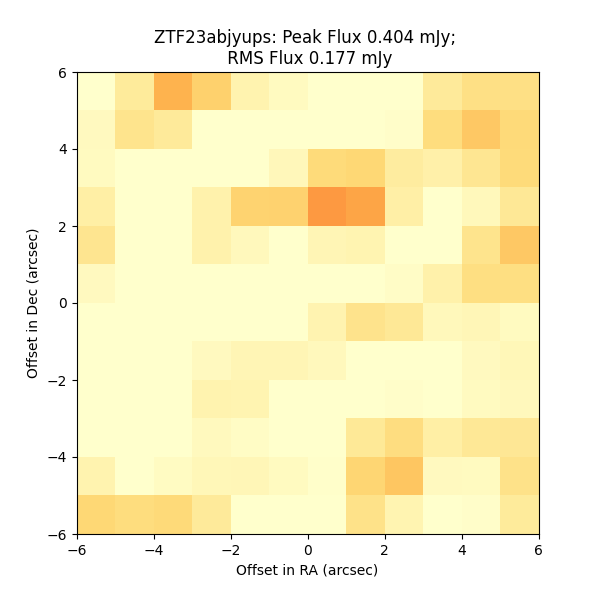 ZTF23abjyups: Peak Flux 0.404 mJy;
RMS Flux 0.177 mJy
6
4
2
0
−2
−4
−6
Offset in Dec (arcsec)
−6 −4 −2 0 2 4 6
Offset in RA (arcsec)